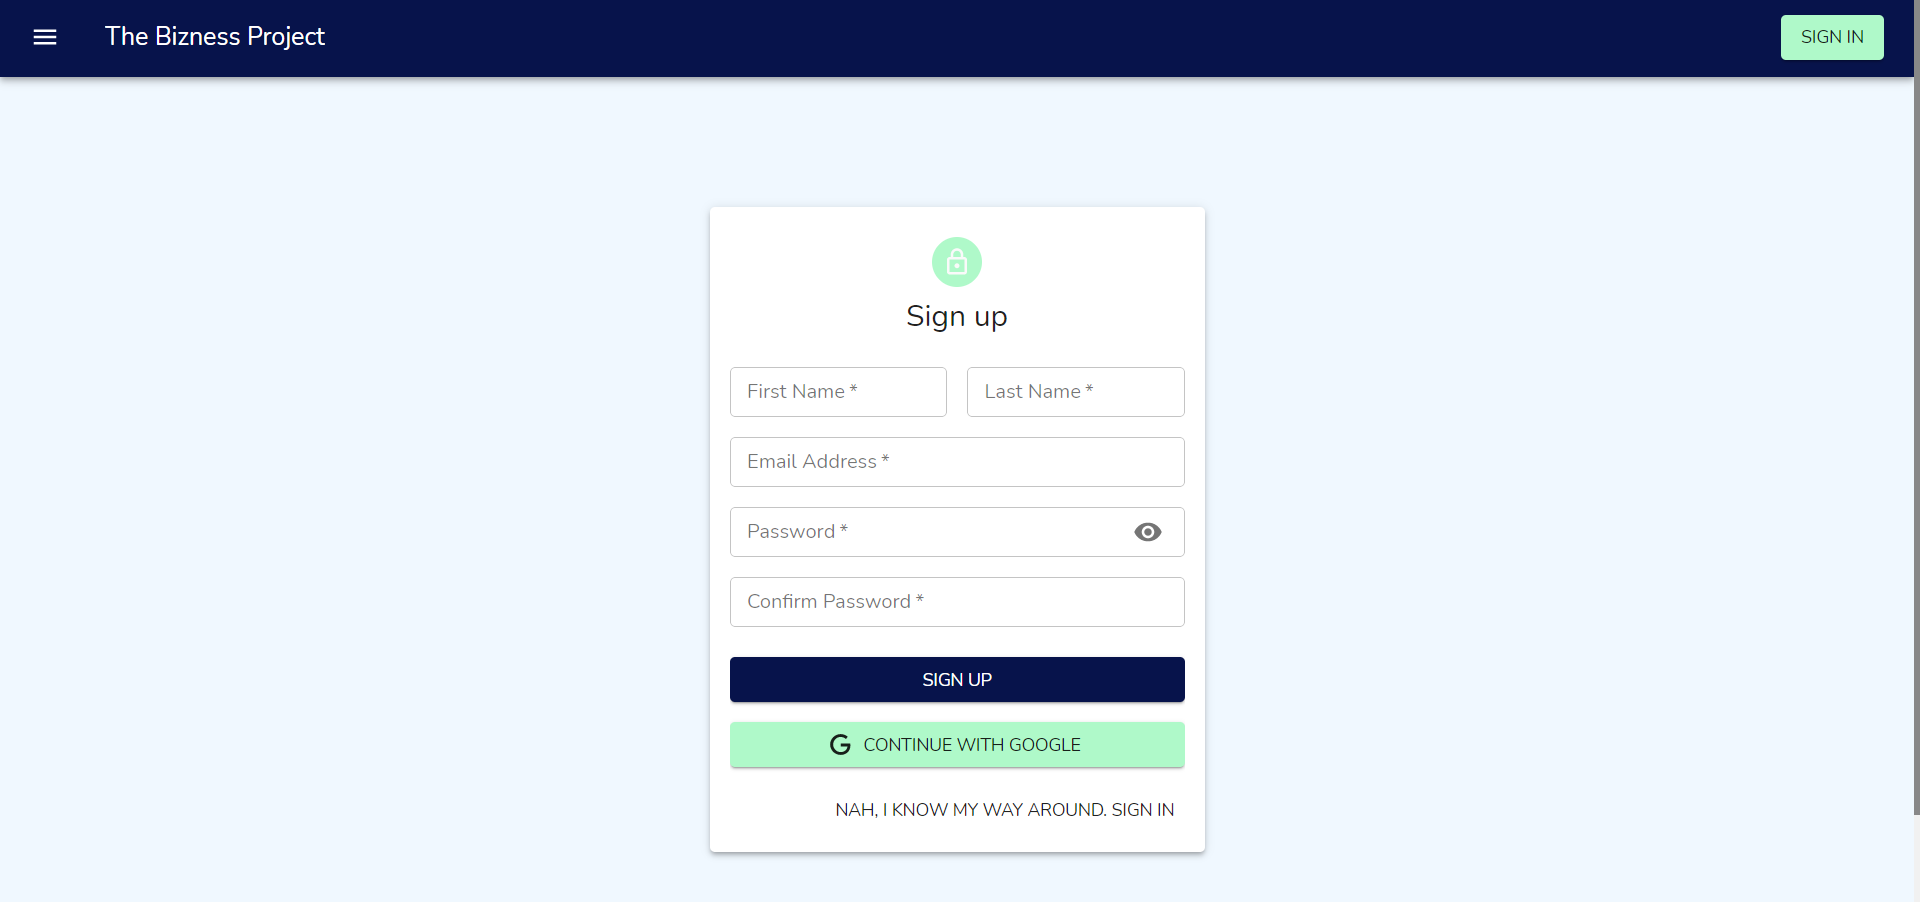 The Bizness Project
SIGN IN
Sign up
First Name *
Last Name *
Email Address *
Password *
Confirm Password *
SIGN UP
CONTINUE WITH GOOGLE
NAH, I KNOW MY WAY AROUND. SIGN IN